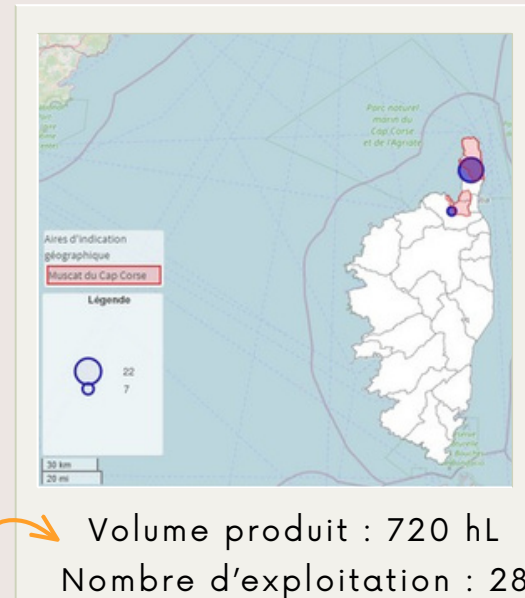 Parc naturel
marin du
Cap Corse
et de l'Agriate
Aires d'indication
géographique
Muscat du Cap Corse
Légende
22
7
30 km
20 mi
Volume produit : 720 hL
Nombre d'exploitation : 28